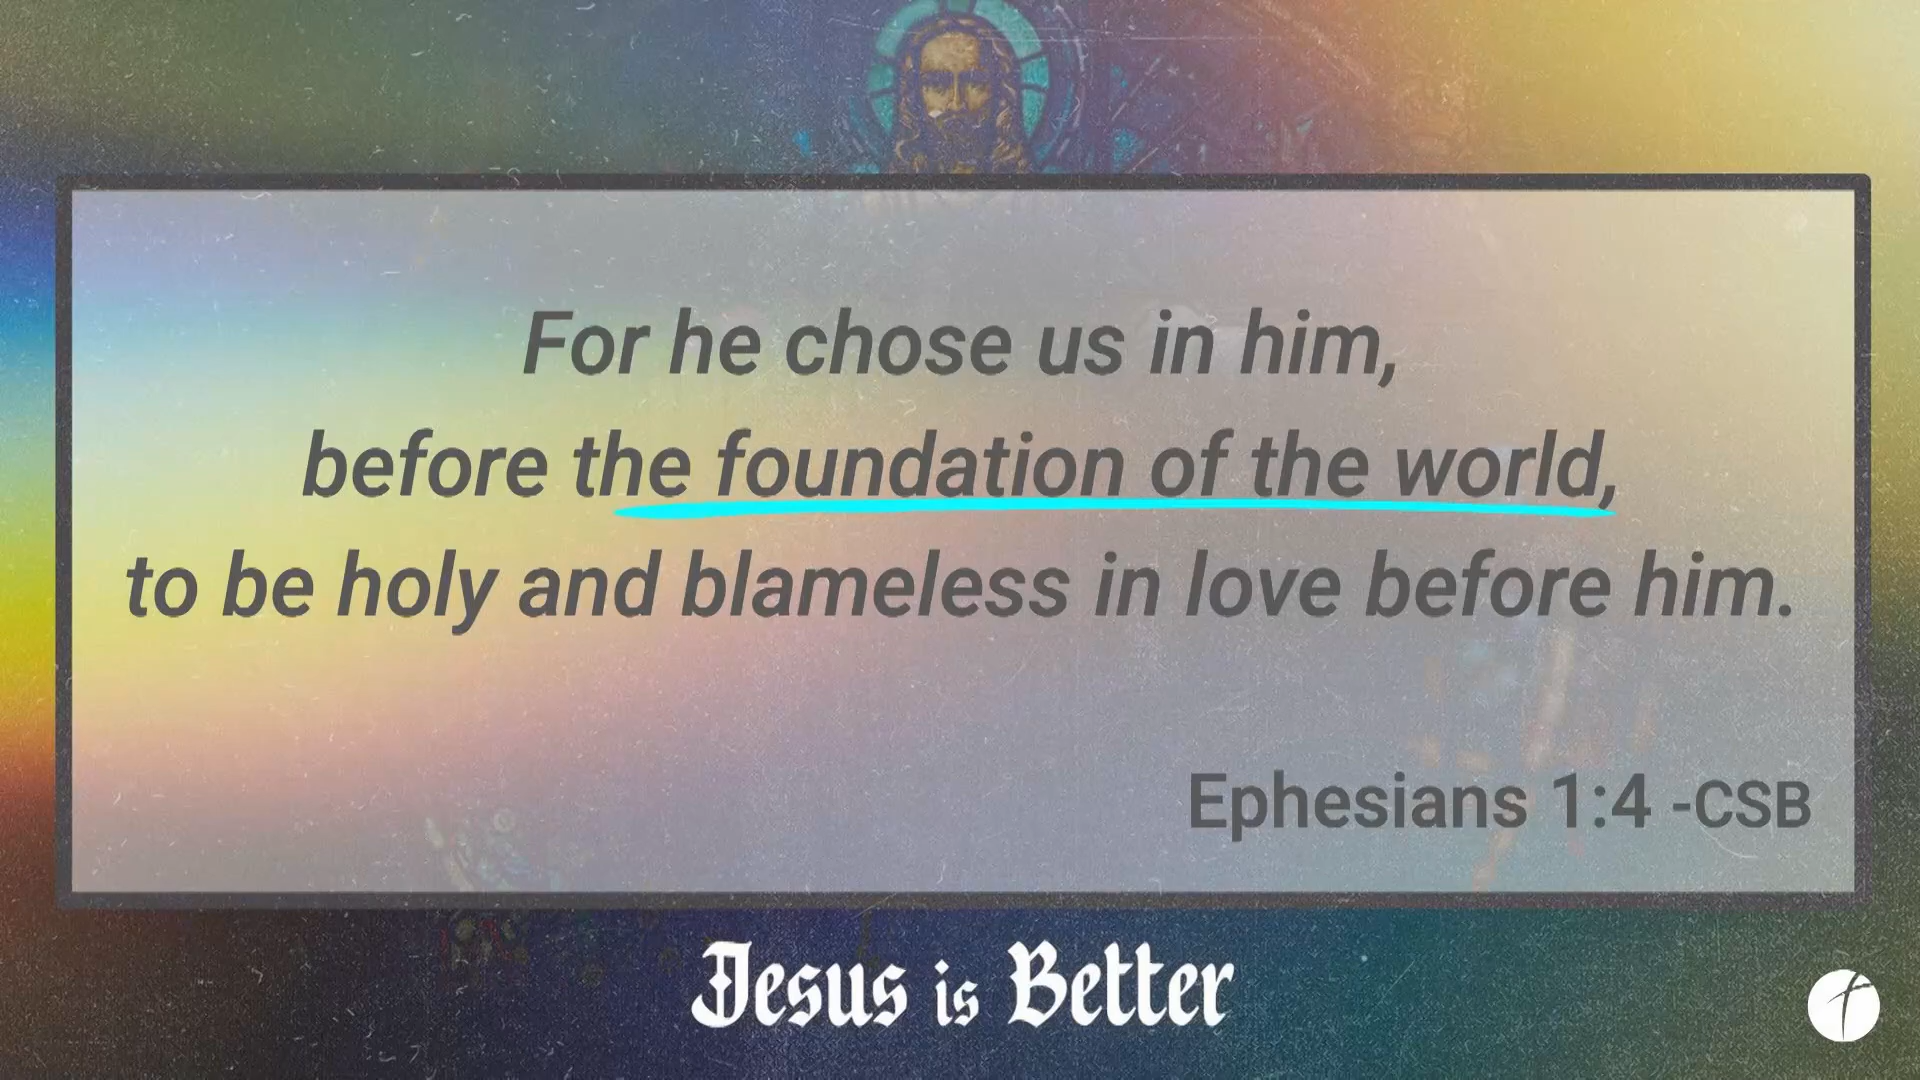 For he chose us in him,
before the foundation of the world,
to be holy and blameless in love before him.
Ephesians 1:4 -CSB
Jesus is Better